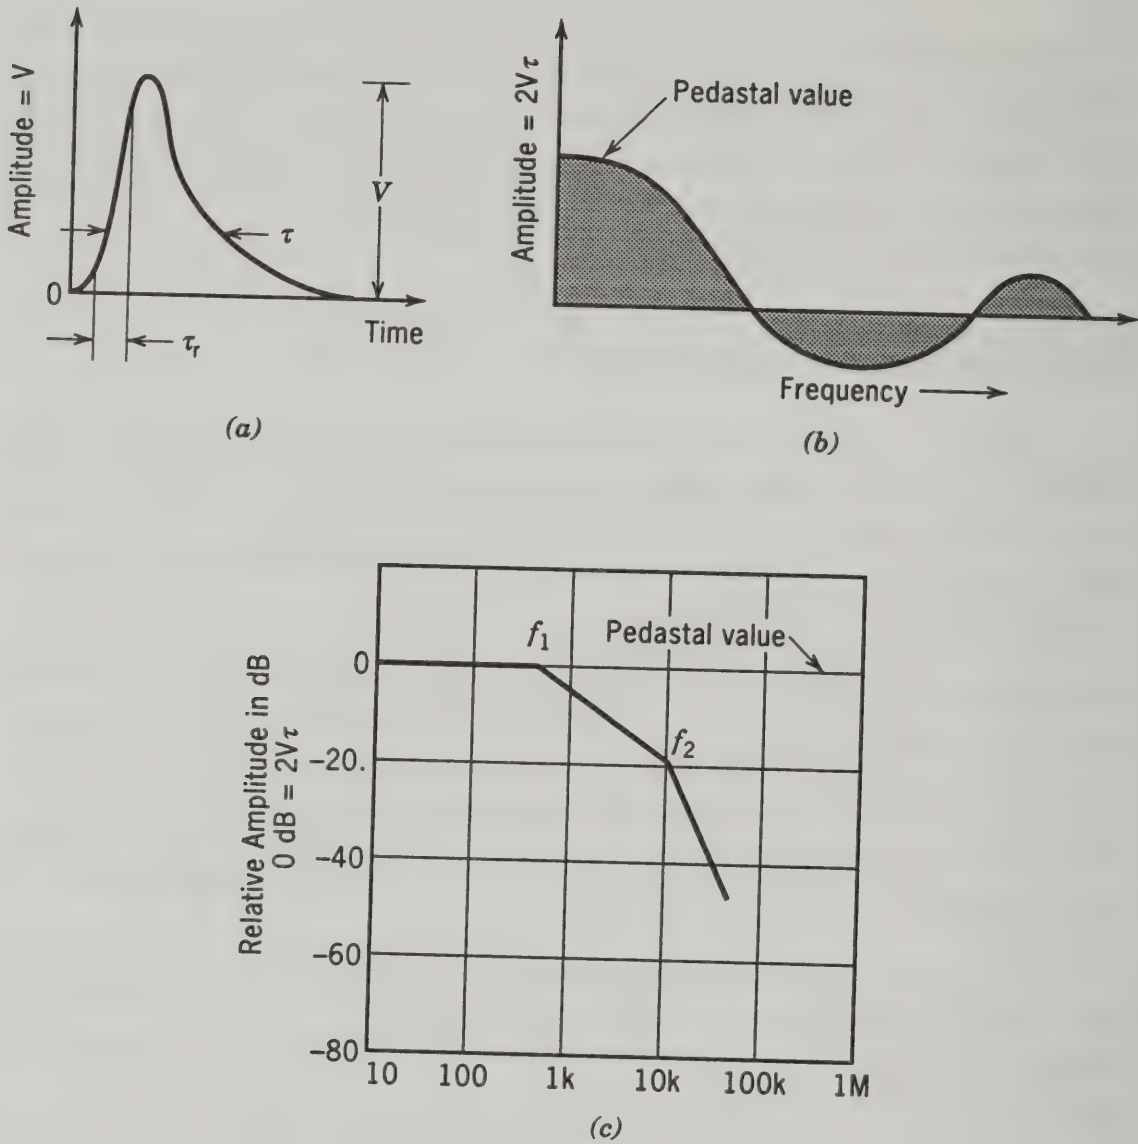 Amplitude = V
V
τ
0
Time
τr
(a)
Amplitude = 2Vτ
Pedastal value
Frequency
(b)
f1
Pedastal value
f2
Relative Amplitude in dB
0 dB = 2Vτ
0
-20.
-40
-60
-80
10 100 1k 10k 100k 1M
(c)